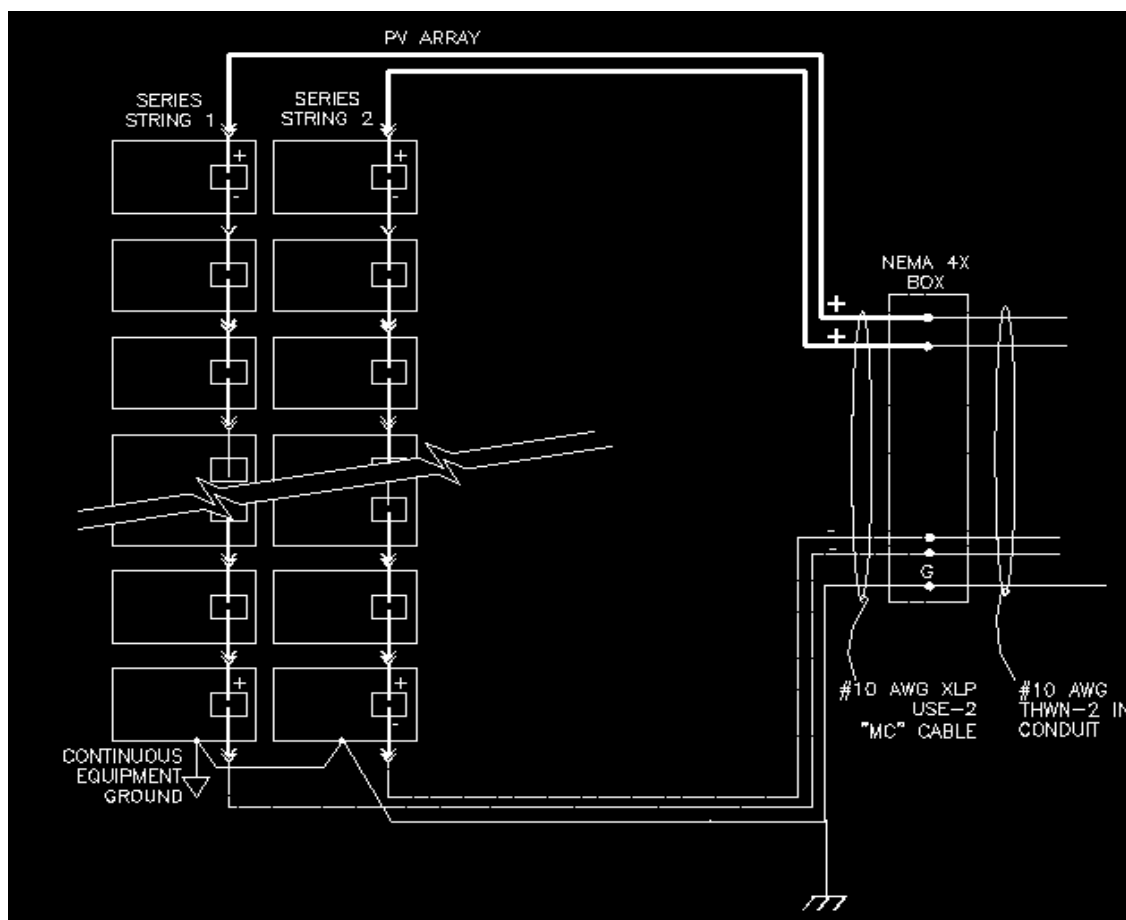 PV ARRAY
SERIES
STRING 1
SERIES
STRING 2
+
+
-
-
NEMA 4X
BOX
+
+
-
-
G
+
+
-
#10 AWG XLP
USE-2
"MC" CABLE
#10 AWG
THWN-2 IN
CONDUIT
CONTINUOUS
EQUIPMENT
GROUND